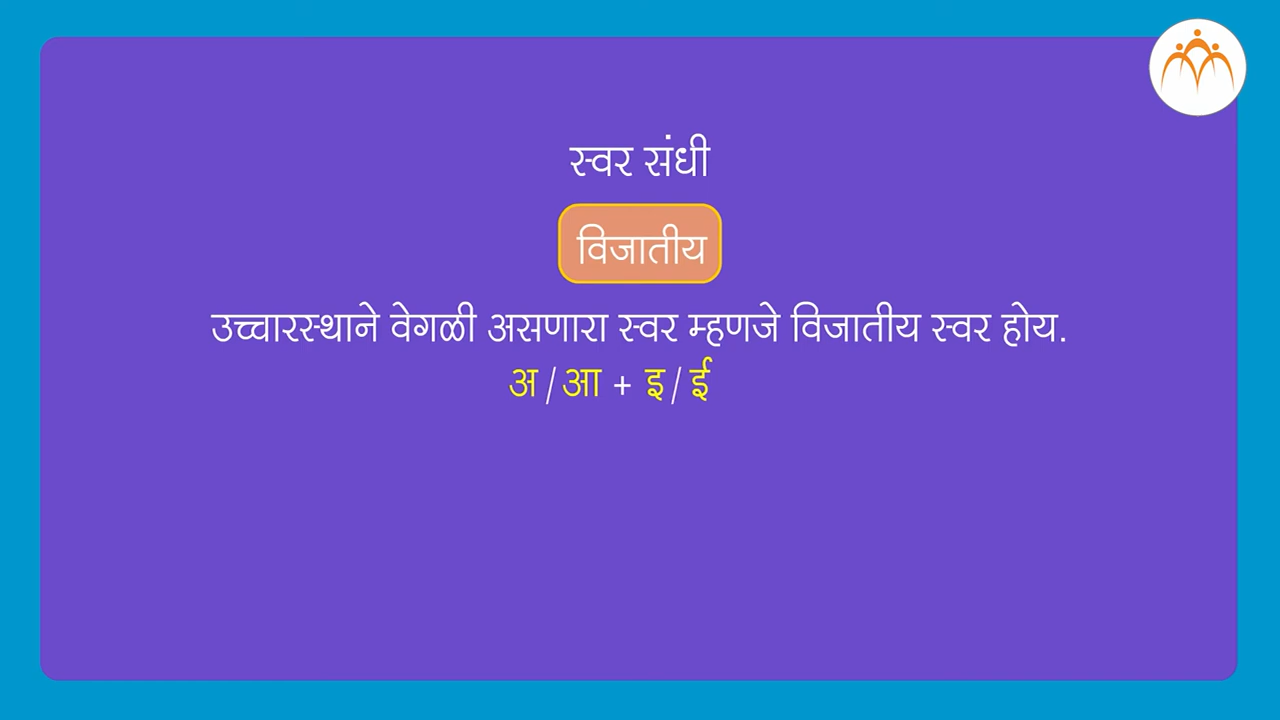 स्वर संधी
विजातीय
उच्चारस्थाने वेगळी असणारा स्वर म्हणजे विजातीय स्वर होय.
अ / आ + इ / ई